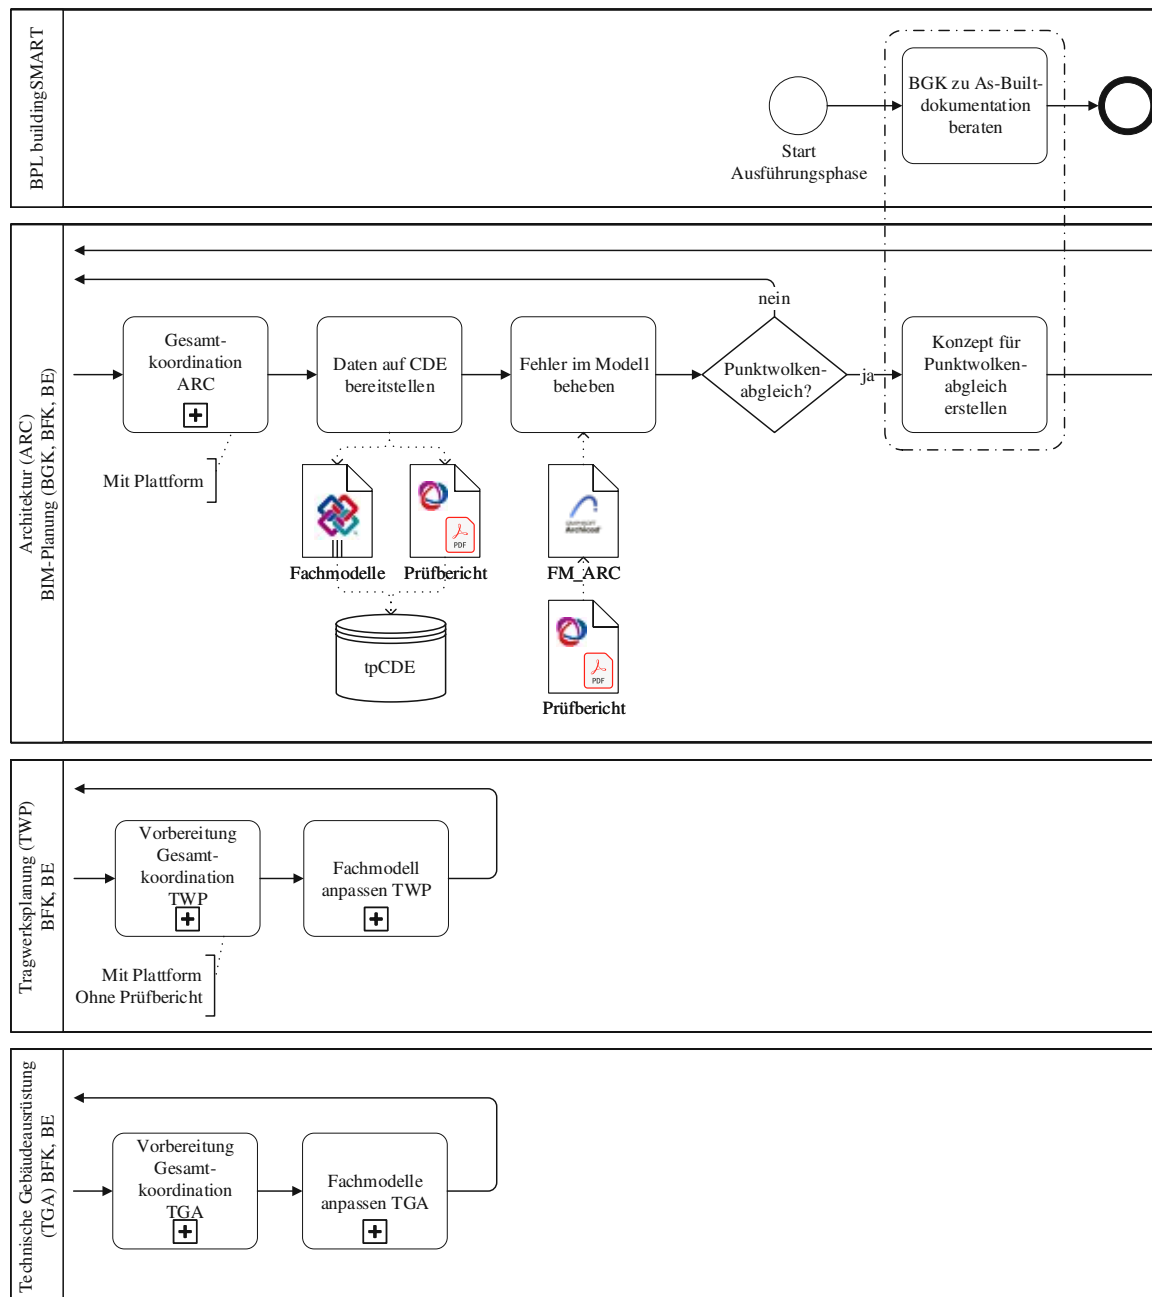 BPL buildingSMART
BGK zu As-Built-
dokumentation
beraten
Start
Ausführungsphase
Architektur (ARC)
BIM-Planung (BGK, BFK, BE)
nein
Gesamt-
koordination
ARC
Mit Plattform
Daten auf CDE
bereitstellen
Fehler im Modell
beheben
Punktwolken-
abgleich?
ja
Konzept für
Punktwolken-
abgleich
erstellen
PDF
Archicad
Fachmodelle
Prüfbericht
FM_ARC
tpCDE
PDF
Prüfbericht
Tragwerksplanung (TWP)
BFK, BE
Vorbereitung
Gesamt-
koordination
TWP
Fachmodell
anpassen TWP
Mit Plattform
Ohne Prüfbericht
Technische Gebäudeausrüstung
(TGA) BFK, BE
Vorbereitung
Gesamt-
koordination
TGA
Fachmodelle
anpassen TGA